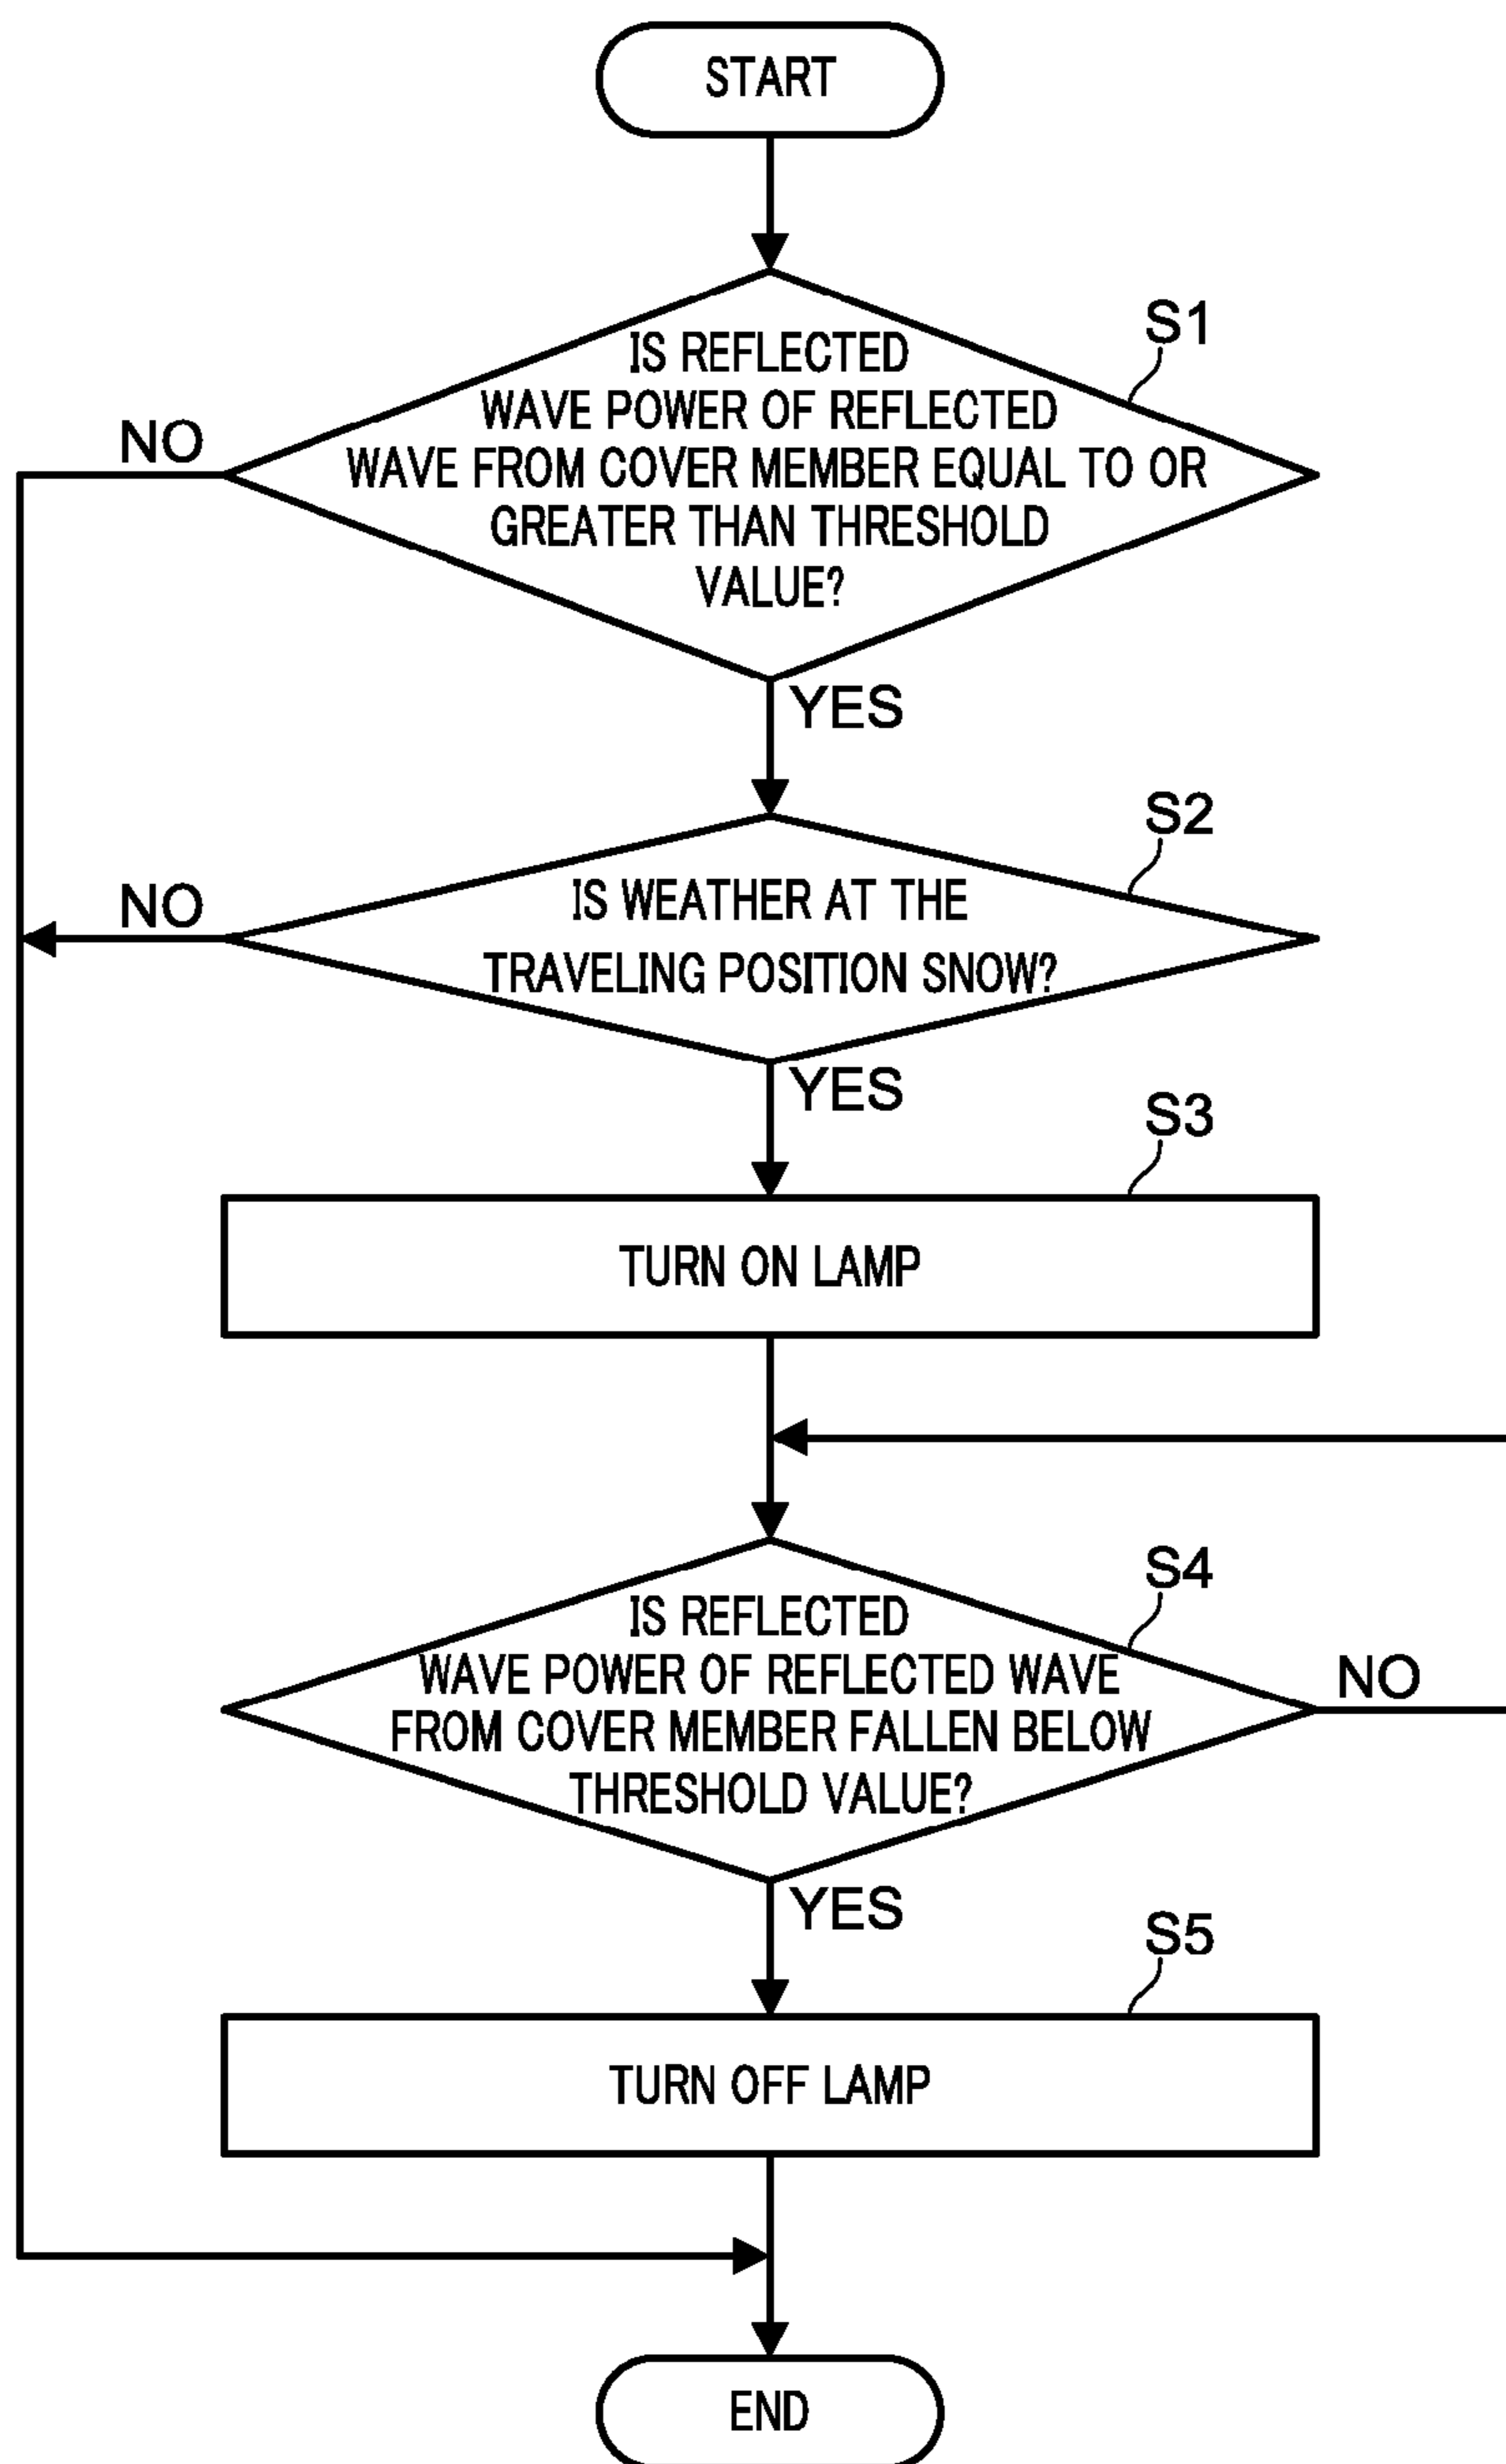 START
S1
IS REFLECTED
WAVE POWER OF REFLECTED
WAVE FROM COVER MEMBER EQUAL TO OR
GREATER THAN THRESHOLD
VALUE?
NO
YES
S2
IS WEATHER AT THE
TRAVELING POSITION SNOW?
NO
YES
S3
TURN ON LAMP
S4
IS REFLECTED
WAVE POWER OF REFLECTED WAVE
FROM COVER MEMBER FALLEN BELOW
THRESHOLD VALUE?
NO
YES
S5
TURN OFF LAMP
END